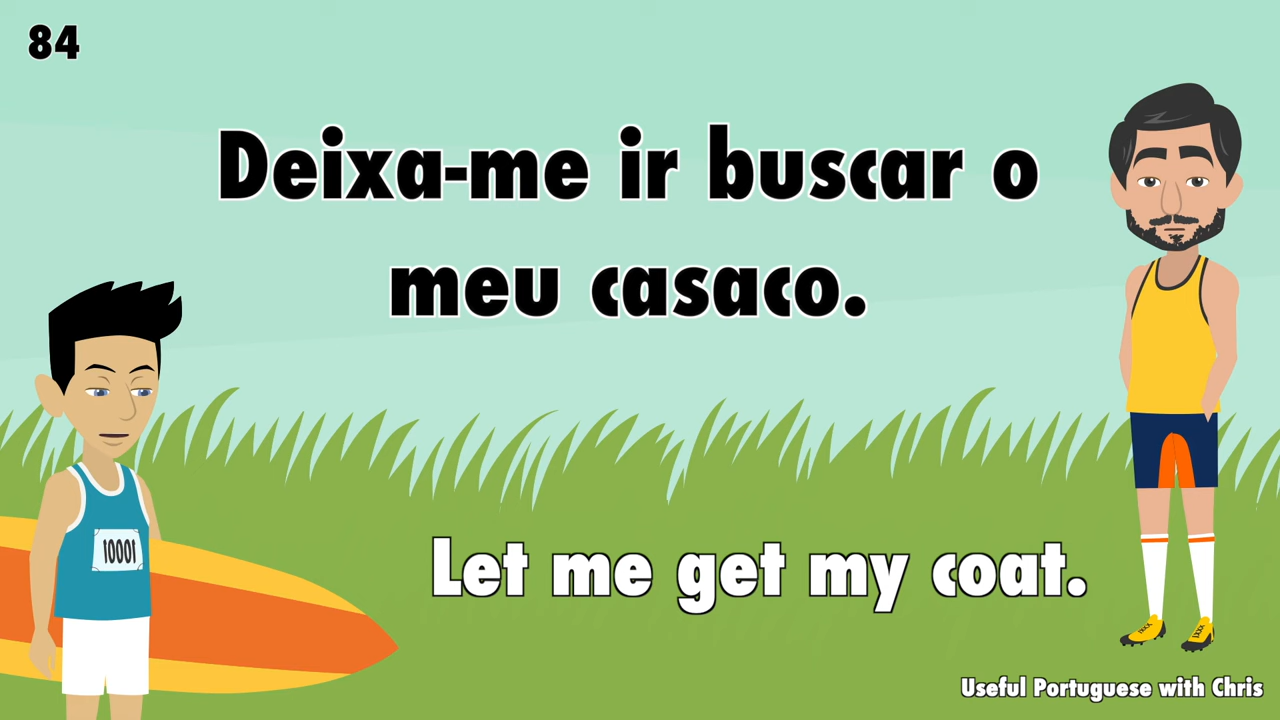 84
Deixa-me ir buscar o
meu casaco.
10001
Let me get my coat.
Useful Portuguese with Chris